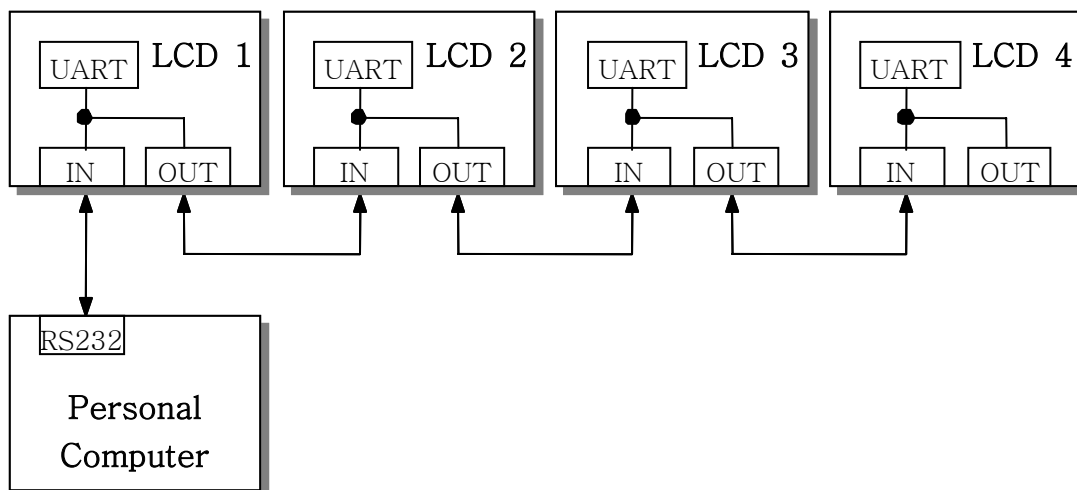 LCD 1
UART
IN
OUT
LCD 2
UART
IN
OUT
LCD 3
UART
IN
OUT
LCD 4
UART
IN
OUT
RS232
Personal
Computer